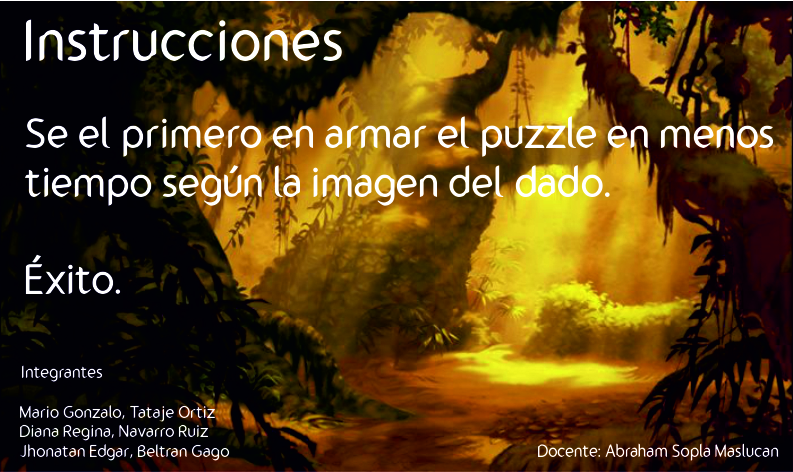 Instrucciones
Se el primero en armar el puzzle en menos
tiempo según la imagen del dado.
Éxito.
Integrantes
Mario Gonzalo, Tataje Ortiz
Diana Regina, Navarro Ruiz
Jhonatan Edgar, Beltran Gago
Docente: Abraham Sopla Maslucan